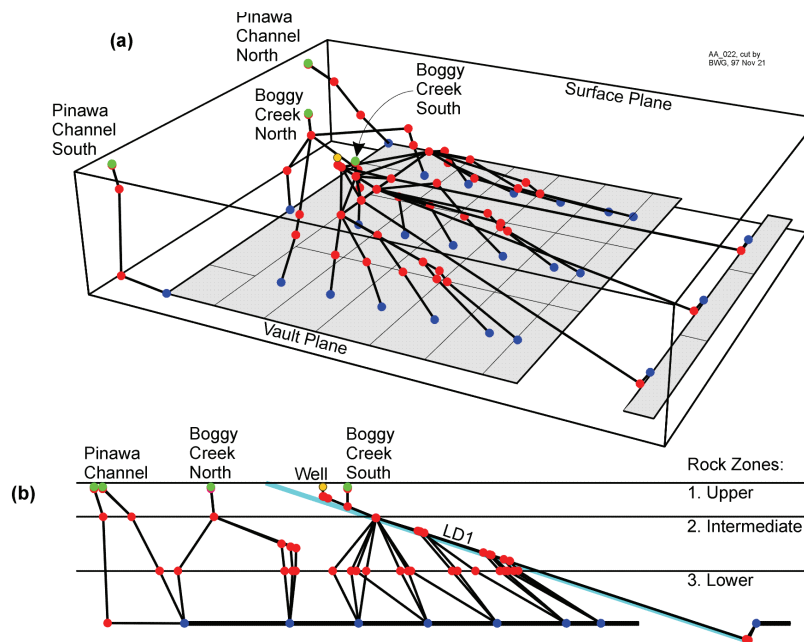 Pinawa
Channel
North
(a)
AA_022, cut by
BWG, 97 Nov 21
Boggy
Creek
South
Surface Plane
Boggy
Creek
North
Pinawa
Channel
South
Vault Plane
Boggy
Creek
North
Boggy
Creek
South
Pinawa
Channel
Well
Rock Zones:
(b)
1. Upper
2. Intermediate
LD1
3. Lower